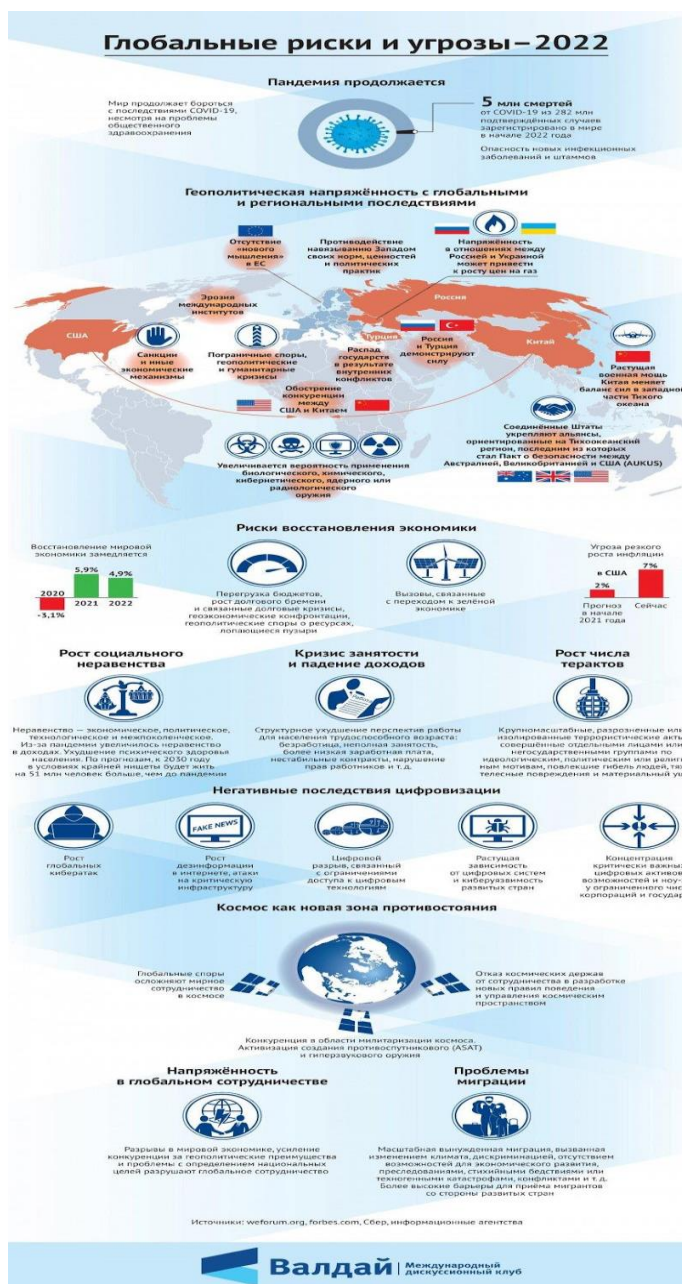 Глобальные риски и угрозы – 2022
Пандемия продолжается
Мир продолжает бороться
с последствиями COVID-19,
несмотря на проблемы
общественного
здравоохранения
5 млн смертей
от COVID-19 из 282 млн
подтверждённых случаев
зарегистрировано в мире
в начале 2022 года
Опасность новых инфекционных
заболеваний и штаммов
Геополитическая напряжённость с глобальными
и региональными последствиями
Отсутствие
«нового
мышления»
в ЕС
Противодействие
навязыванию Западом
своих норм, ценностей
и политических
практик
Напряжённость
в отношениях между
Россией и Украиной
может привести
к росту цен на газ
Эрозия
международных
институтов
Россия
США
Турция
Китай
Санкции
и иные
экономические
механизмы
Пограничные споры,
геополитические
и гуманитарные
кризисы
Распад
государств
в результате
внутренних
конфликтов
Россия
и Турция
демонстрируют
силу
Растущая
военная мощь
Китая меняет
баланс сил в западной
части Тихого
океана
Обострение
конкуренции
между
США и Китаем
Соединённые Штаты
укрепляют альянсы,
ориентированные на Тихоокеанский
регион, последним из которых
стал Пакт о безопасности между
Австралией, Великобританией и США (AUKUS)
Увеличивается вероятность применения
биологического, химического,
кибернетического, ядерного или
радиологического
оружия
Риски восстановления экономики
Восстановление мировой
экономики замедляется
2020
-3,1%
5,9%
2021
4,9%
2022
Перегрузка бюджетов,
рост долгового бремени
и связанные долговые кризисы,
геоэкономические конфронтации,
геополитические споры о ресурсах,
лопающиеся пузыри
Вызовы, связанные
с переходом к зелёной
экономике
Угроза резкого
роста инфляции
в США
2%
7%
Прогноз
в начале
2021 года
Сейчас
Рост социального
неравенства
Неравенство — экономическое, политическое,
технологическое и межпоколенческое.
Из-за пандемии увеличилось неравенство
в доходах. Ухудшение психического здоровья
населения. По прогнозам, к 2030 году
в условиях крайней нищеты будет жить
на 51 млн человек больше, чем до пандемии
Кризис занятости
и падение доходов
Структурное ухудшение перспектив работы
для населения трудоспособного возраста:
безработица, неполная занятость,
более низкая заработная плата,
нестабильные контракты, нарушение
прав работников и т. д.
Рост числа
терактов
Крупномасштабные, разрозненные или
изолированные террористические акты
совершённые отдельными лицами или
негосударственными группами по
идеологическим, политическим или религи
ным мотивам, повлекшие гибель людей, тяж
телесные повреждения и материальный ущ
Негативные последствия цифровизации
Рост
глобальных
кибератак
FAKE NEWS
Рост
дезинформации
в интернете, атаки
на критическую
инфраструктуру
Цифровой
разрыв, связанный
с ограничениями
доступа к цифровым
технологиям
Растущая
зависимость
от цифровых систем
и киберуязвимость
развитых стран
Концентрация
критически важных
цифровых активов
возможностей и ноу-
у ограниченного чис
корпораций и государ
Космос как новая зона противостояния
Глобальные споры
осложняют мирное
сотрудничество
в космосе
Отказ космических держав
от сотрудничества в разработке
новых правил поведения
и управления космическим
пространством
Конкуренция в области милитаризации космоса.
Активизация создания противоспутникового (ASAT)
и гиперзвукового оружия
Напряжённость
в глобальном сотрудничестве
Разрывы в мировой экономике, усиление
конкуренции за геополитические преимущества
и проблемы с определением национальных
целей разрушают глобальное сотрудничество
Проблемы
миграции
Масштабная вынужденная миграция, вызванная
изменением климата, дискриминацией, отсутствием
возможностей для экономического развития,
преследованиями, стихийными бедствиями или
техногенными катастрофами, конфликтами и т. д.
Более высокие барьеры для приёма мигрантов
со стороны развитых стран
Источники: weforum.org, forbes.com, Сбер, информационные агентства
Валдай
Международный
дискуссионный клуб